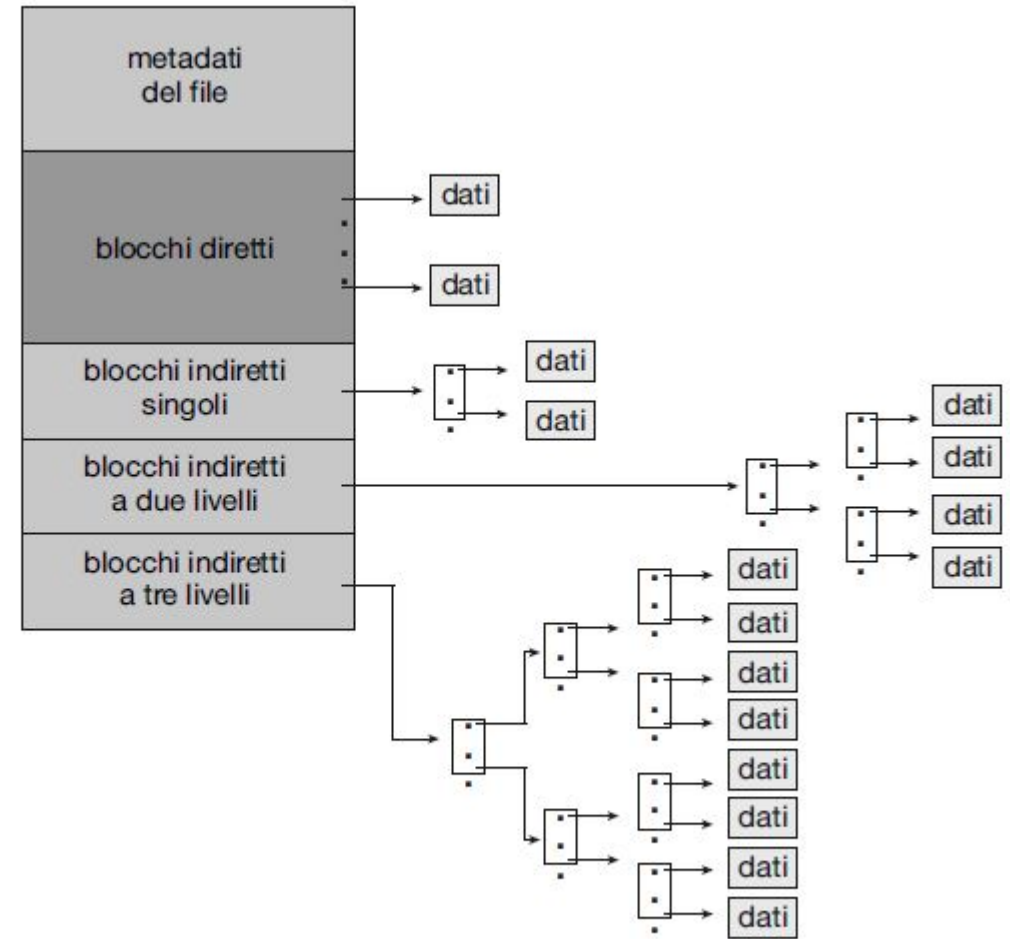 metadati
del file
blocchi diretti
dati
dati
blocchi indiretti
singoli
dati
dati
blocchi indiretti
a due livelli
dati
dati
dati
dati
blocchi indiretti
a tre livelli
dati
dati
dati
dati
dati
dati
dati
dati